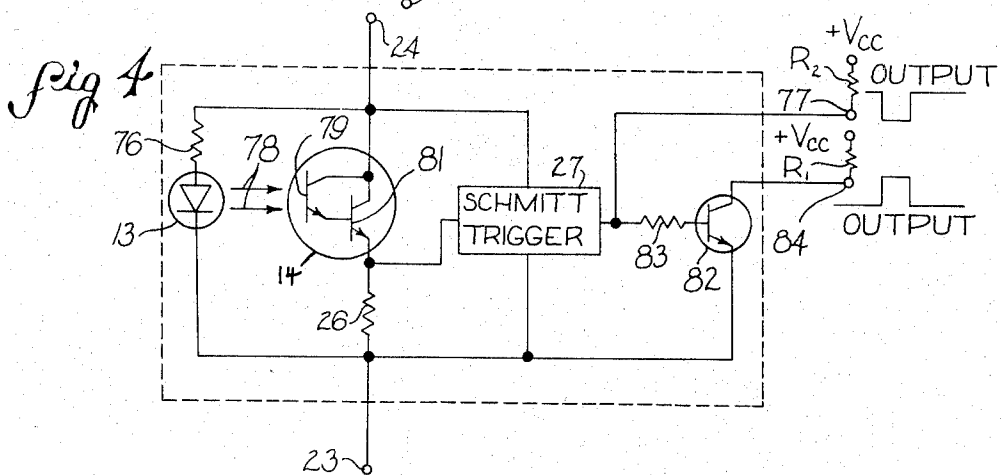 fig 4
24
+VCC
R2
OUTPUT
77
+VCC
R1
84
OUTPUT
76
78
79
81
13
14
26
27
SCHMITT
TRIGGER
83
82
23